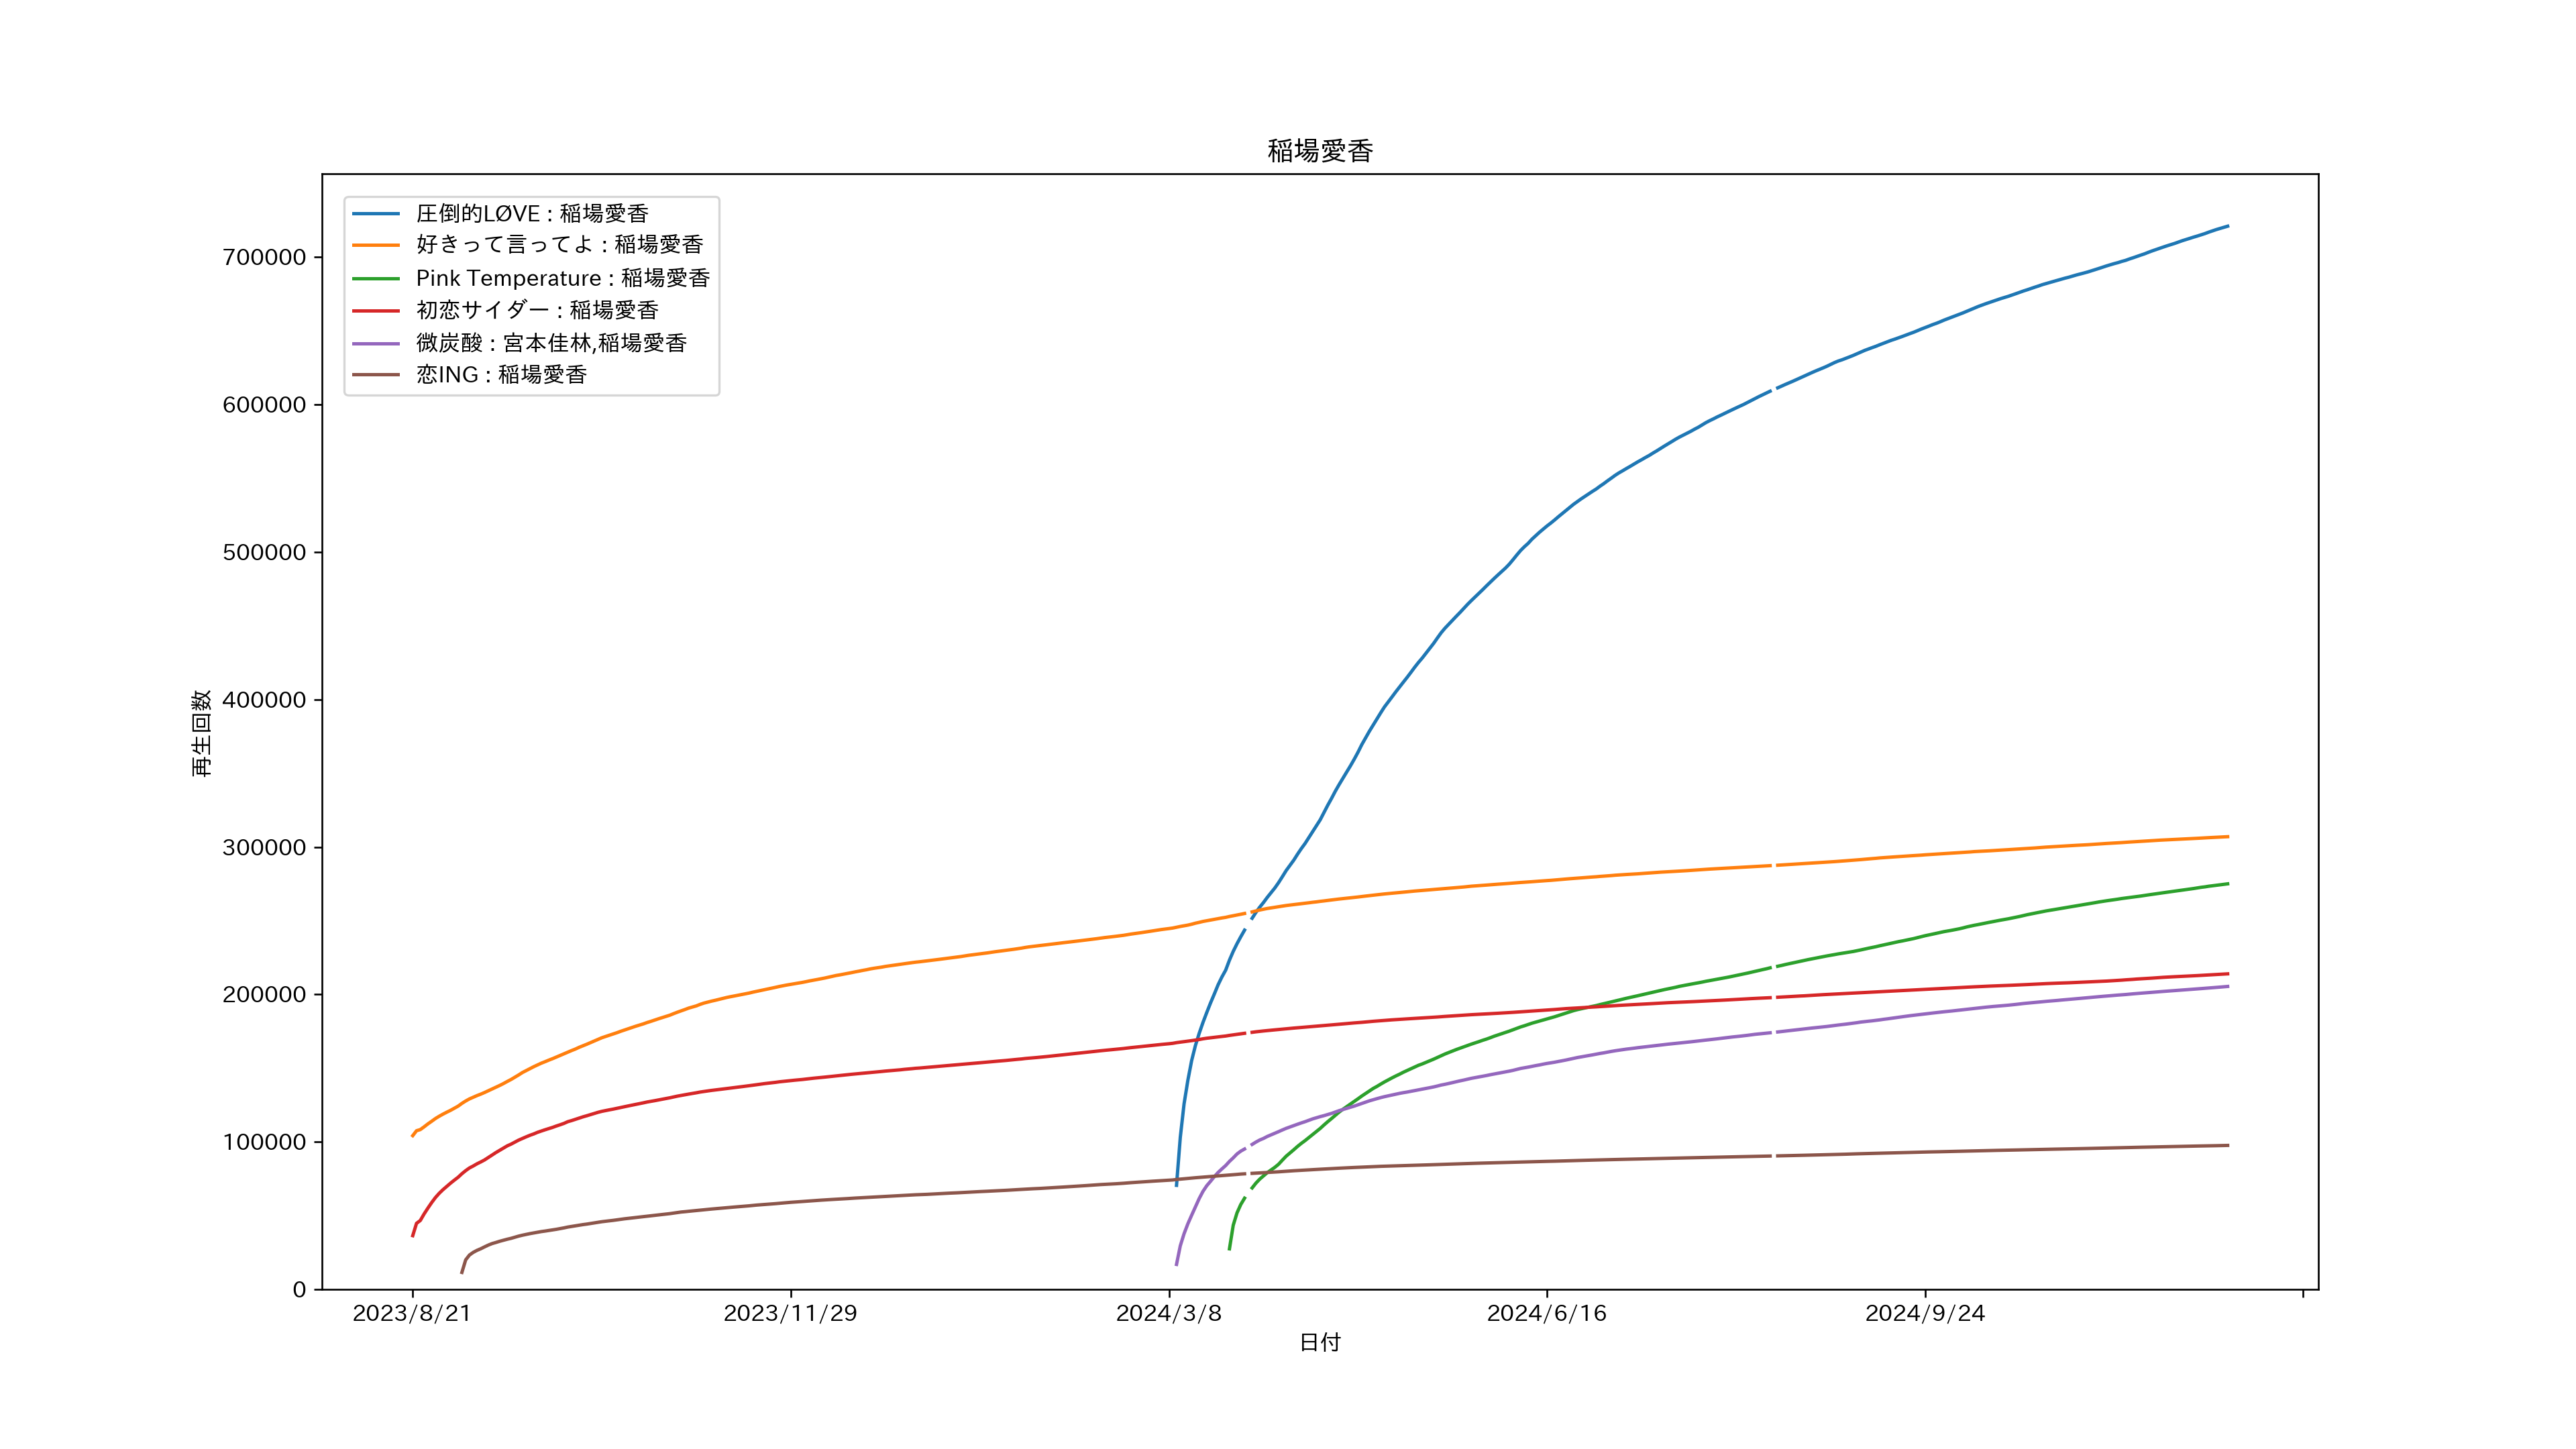 稲場愛香
圧倒的LØVE : 稲場愛香
好きって言ってよ : 稲場愛香
Pink Temperature : 稲場愛香
初恋サイダー : 稲場愛香
微炭酸 : 宮本佳林,稲場愛香
恋ING : 稲場愛香
再生回数
700000
600000
500000
400000
300000
200000
100000
0
2023/8/21
2023/11/29
2024/3/8
2024/6/16
2024/9/24
日付